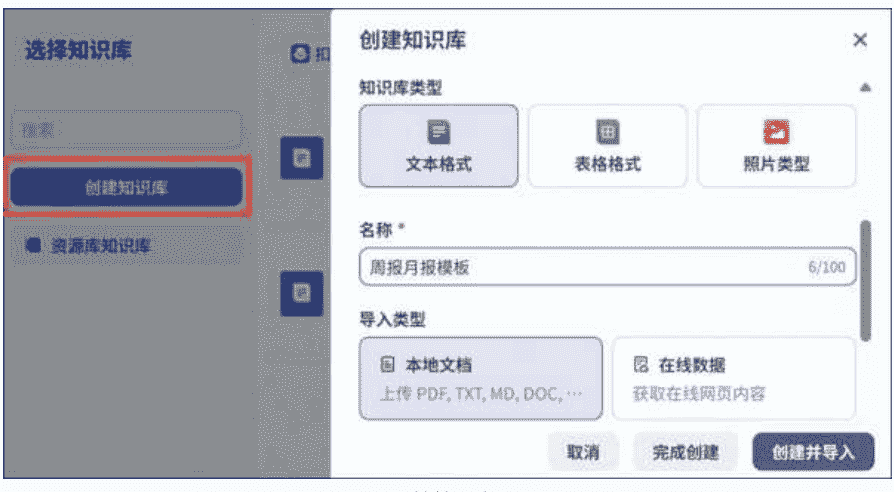 选择知识库
搜索
创建知识库
资源库知识库
扣
创建知识库
知识库类型
文本格式
表格格式
照片类型
名称 *
周报月报模板
6/100
导入类型
本地文档
上传 PDF, TXT, MD, DOC, ···
在线数据
获取在线网页内容
取消
完成创建
创建并导入